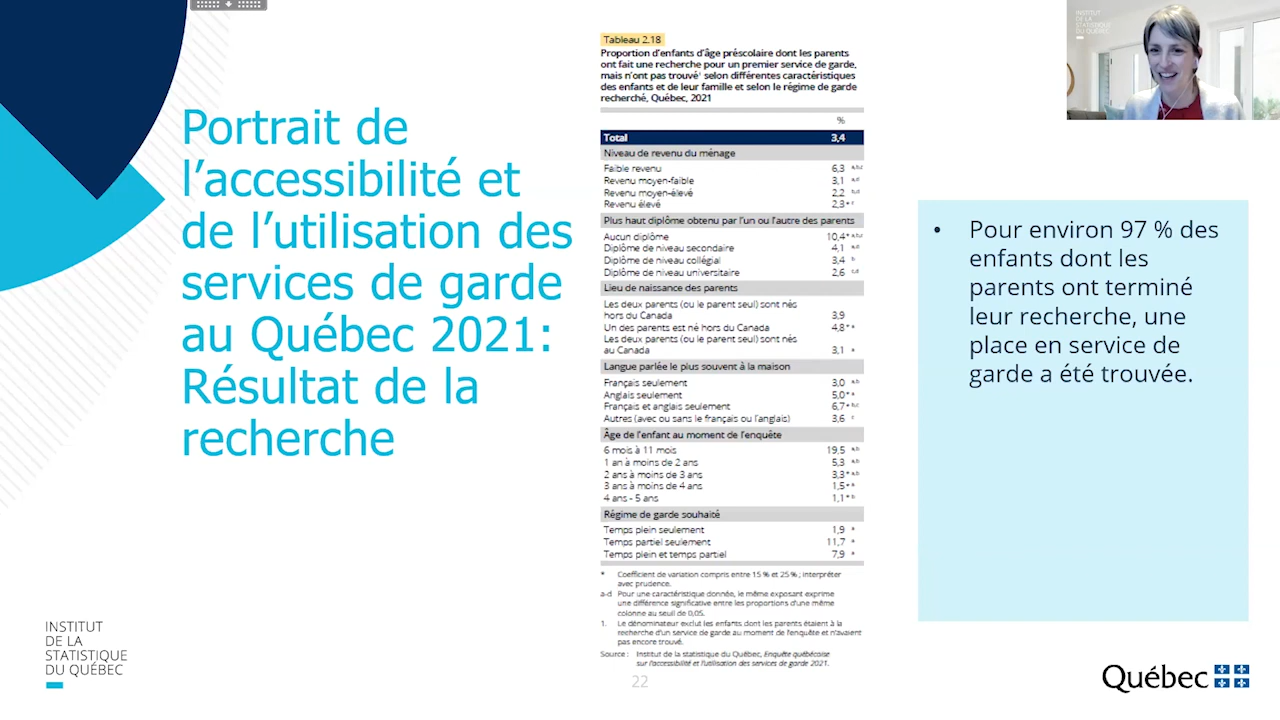 Portrait de
l’accessibilité et
de l’utilisation des
services de garde
au Québec 2021:
Résultat de la
recherche
Tableau 2.18
Proportion d’enfants d’âge préscolaire dont les parents
ont fait une recherche pour un premier service de garde,
mais n’ont pas trouvé¹ selon différentes caractéristiques
des enfants et de leur famille et selon le régime de garde
recherché, Québec, 2021
%
Total 3,4
Niveau de revenu du ménage
Faible revenu 6,3 a,b,c
Revenu moyen-faible 3,1 a,d
Revenu moyen-élevé 2,2 b,d
Revenu élevé 2,3* c
Plus haut diplôme obtenu par l’un ou l’autre des parents
Aucun diplôme 10,4* a,b,c
Diplôme de niveau secondaire 4,1 a,d
Diplôme de niveau collégial 3,4 b
Diplôme de niveau universitaire 2,6 c,d
Lieu de naissance des parents
Les deux parents (ou le parent seul) sont nés
hors du Canada 3,9
Un des parents est né hors du Canada 4,8* a
Les deux parents (ou le parent seul) sont nés
au Canada 3,1 a
Langue parlée le plus souvent à la maison
Français seulement 3,0 a,b
Anglais seulement 5,0* a
Français et anglais seulement 6,7* b,c
Autres (avec ou sans le français ou l’anglais) 3,6 c
Âge de l’enfant au moment de l’enquête
6 mois à 11 mois 19,5 a,b
1 an à moins de 2 ans 5,3 a,b
2 ans à moins de 3 ans 3,3* a,b
3 ans à moins de 4 ans 1,5* a
4 ans - 5 ans 1,1* b
Régime de garde souhaité
Temps plein seulement 1,9 a
Temps partiel seulement 11,7 a
Temps plein et temps partiel 7,9 a
* Coefficient de variation compris entre 15 % et 25 % ; interpréter
avec prudence.
a-d Pour une caractéristique donnée, le même exposant exprime
une différence significative entre les proportions d’une même
colonne au seuil de 0,05.
1. Le dénominateur exclut les enfants dont les parents étaient à la
recherche d’un service de garde au moment de l’enquête et n’avaient
pas encore trouvé.
Source : Institut de la statistique du Québec, Enquête québécoise
sur l’accessibilité et l’utilisation des services de garde 2021.
22
INSTITUT
DE LA
STATISTIQUE
DU QUÉBEC
• Pour environ 97 % des
enfants dont les
parents ont terminé
leur recherche, une
place en service de
garde a été trouvée.
INSTITUT
DE LA
STATISTIQUE
DU QUÉBEC
Québec